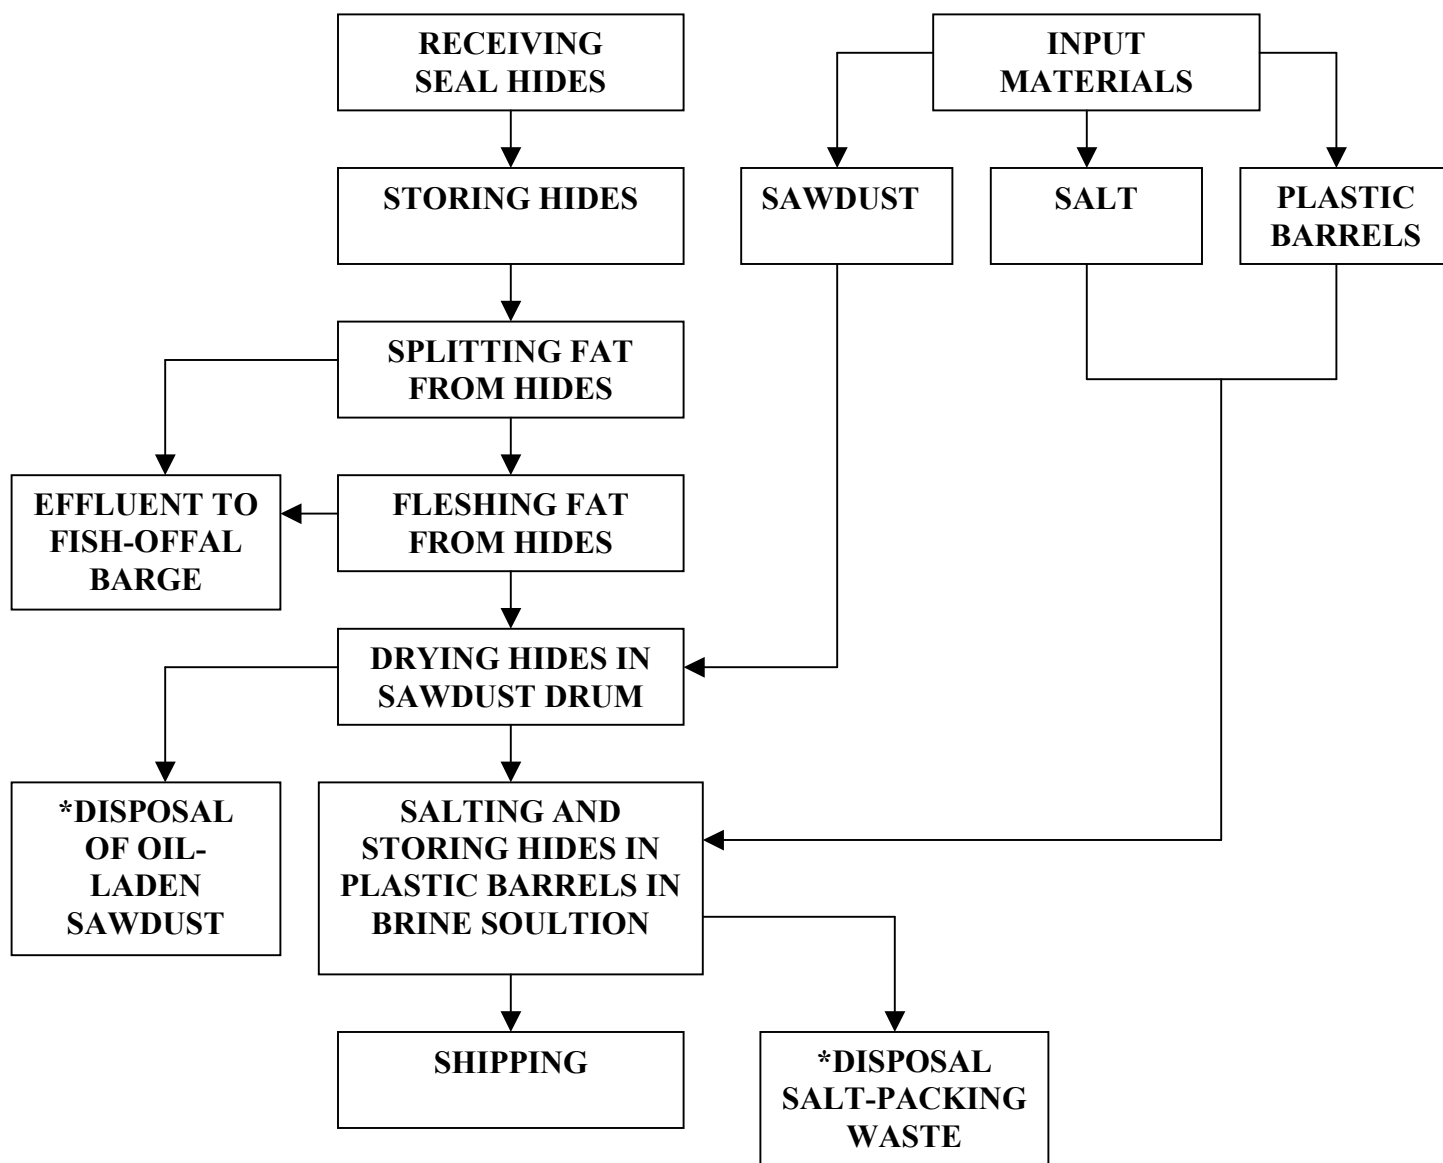 RECEIVING
SEAL HIDES
INPUT
MATERIALS
STORING HIDES
SAWDUST
SALT
PLASTIC
BARRELS
SPLITTING FAT
FROM HIDES
EFFLUENT TO
FISH-OFFAL
BARGE
FLESHING FAT
FROM HIDES
DRYING HIDES IN
SAWDUST DRUM
*DISPOSAL
OF OIL-
LADEN
SAWDUST
SALTING AND
STORING HIDES IN
PLASTIC BARRELS IN
BRINE SOULTION
SHIPPING
*DISPOSAL
SALT-PACKING
WASTE